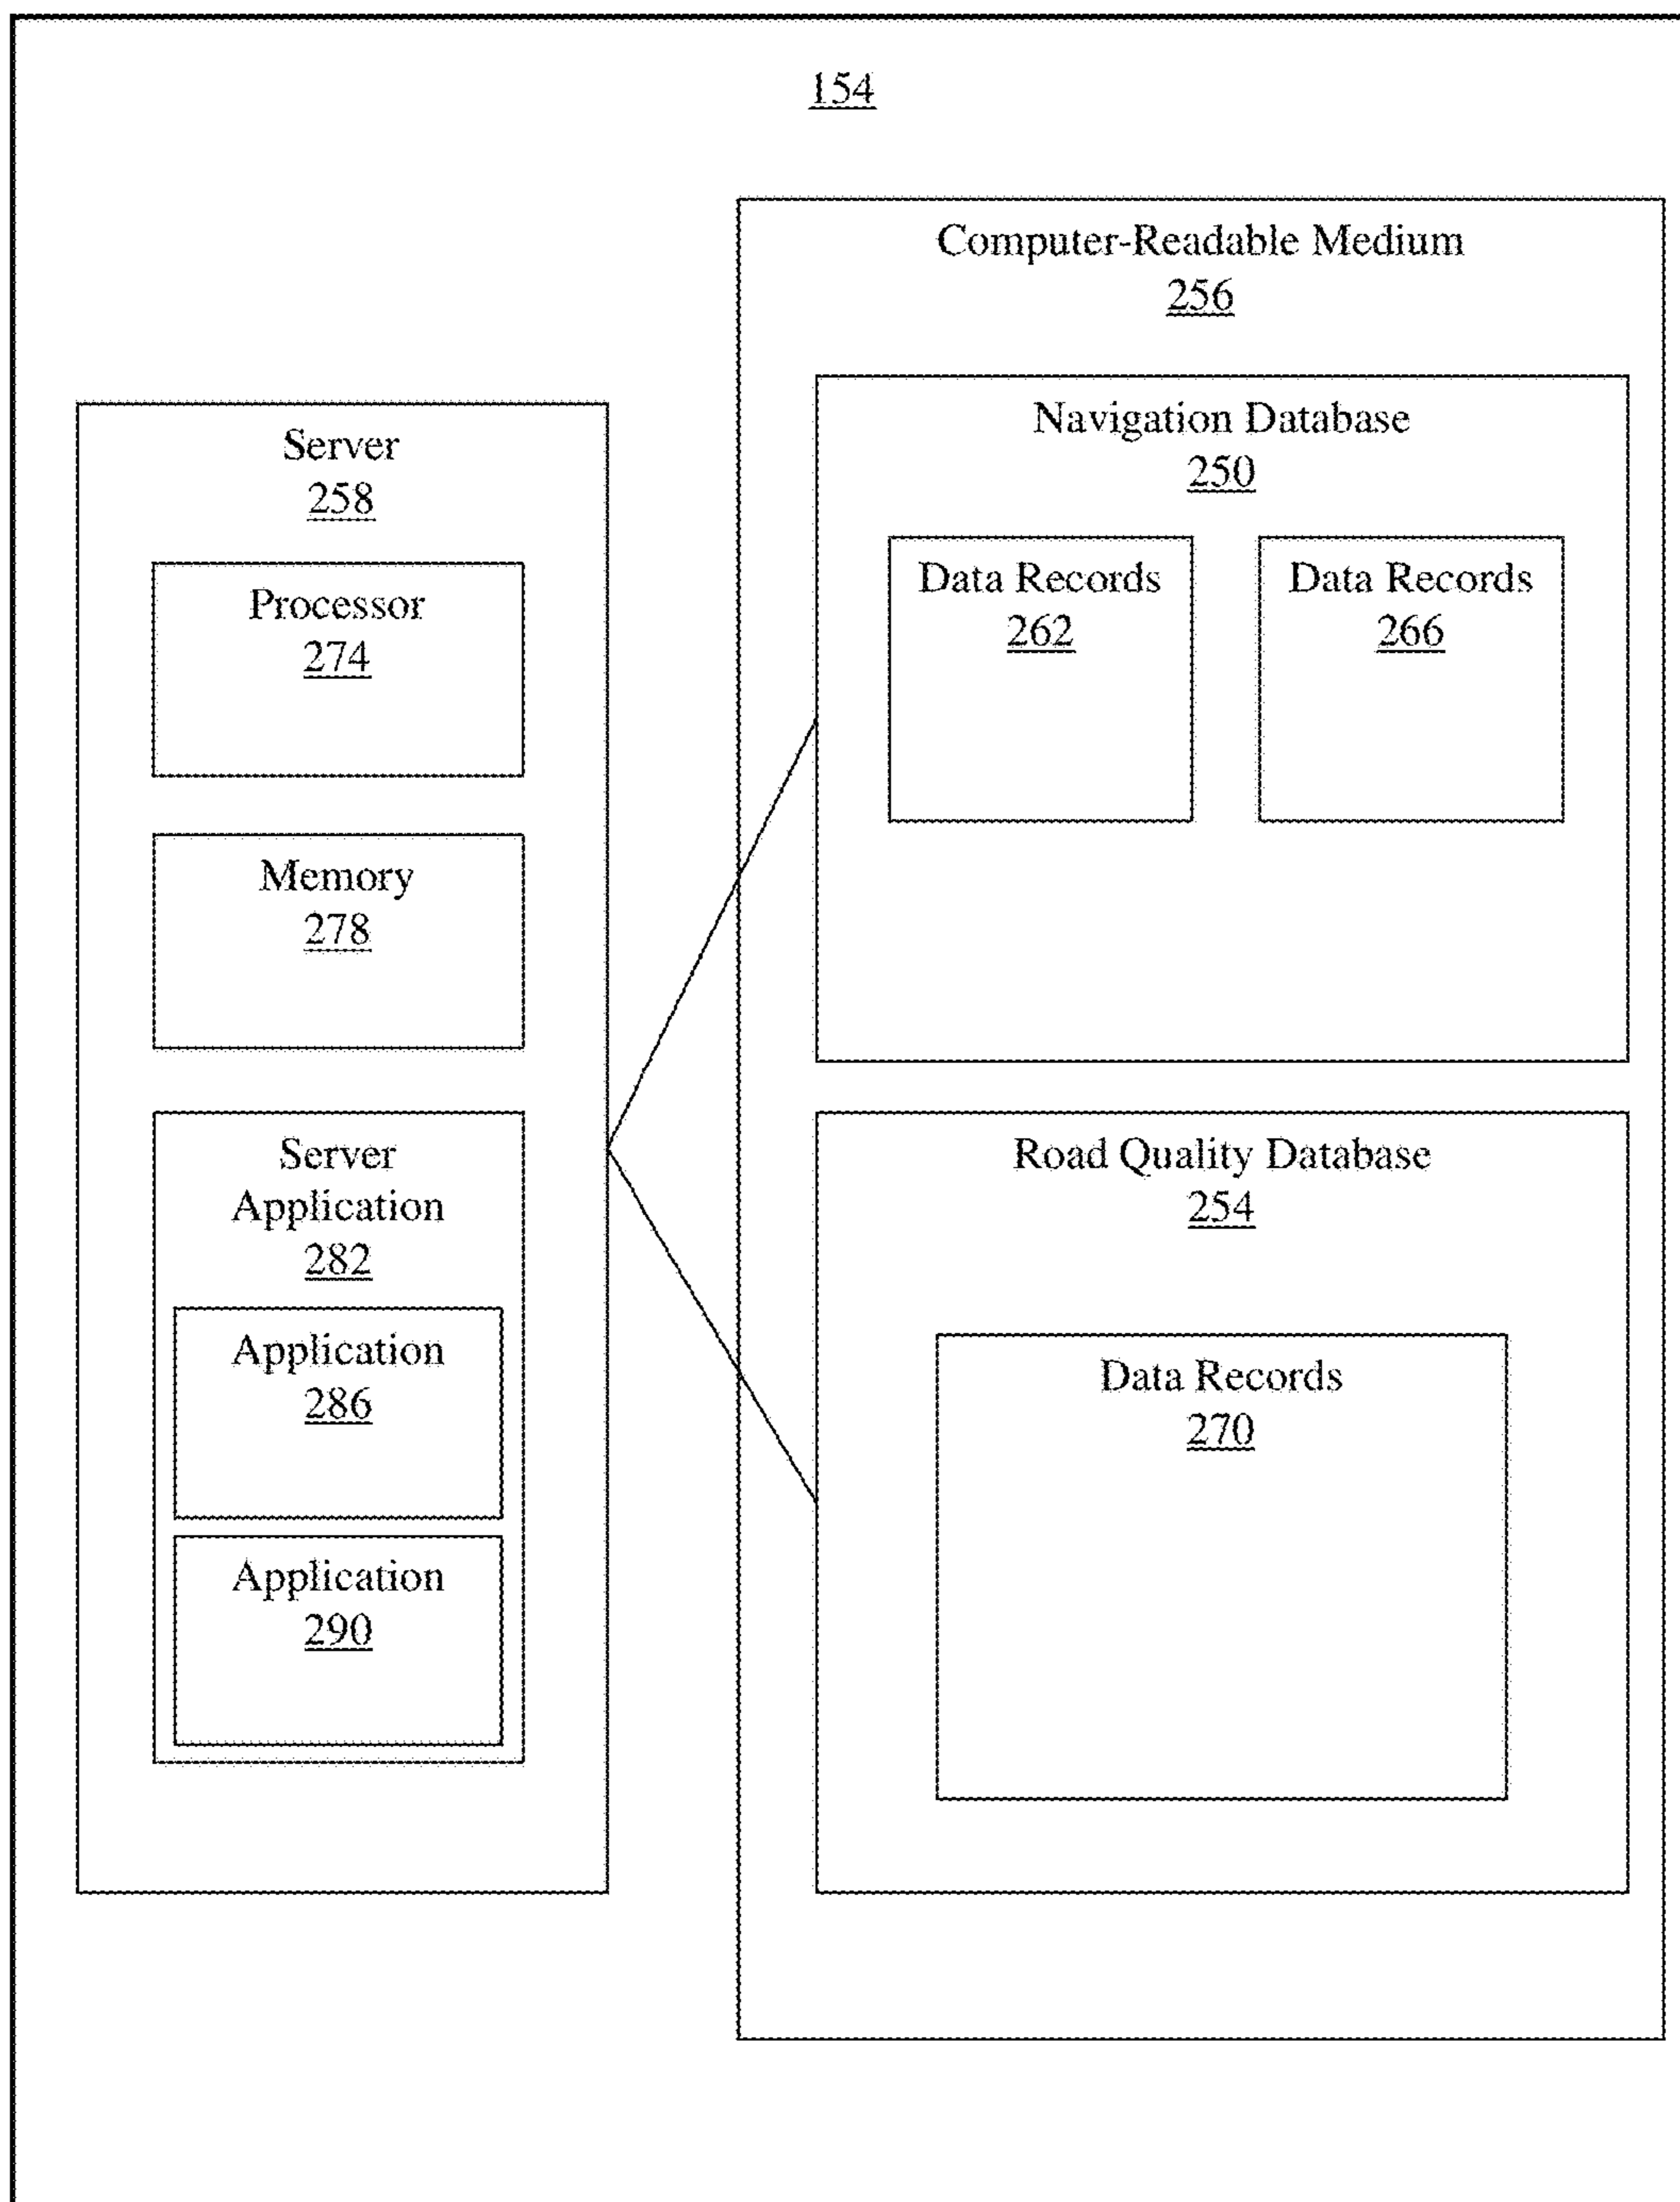 154
Server
258
Processor
274
Memory
278
Server
Application
282
Application
286
Application
290
Computer-Readable Medium
256
Navigation Database
250
Data Records
262
Data Records
266
Road Quality Database
254
Data Records
270